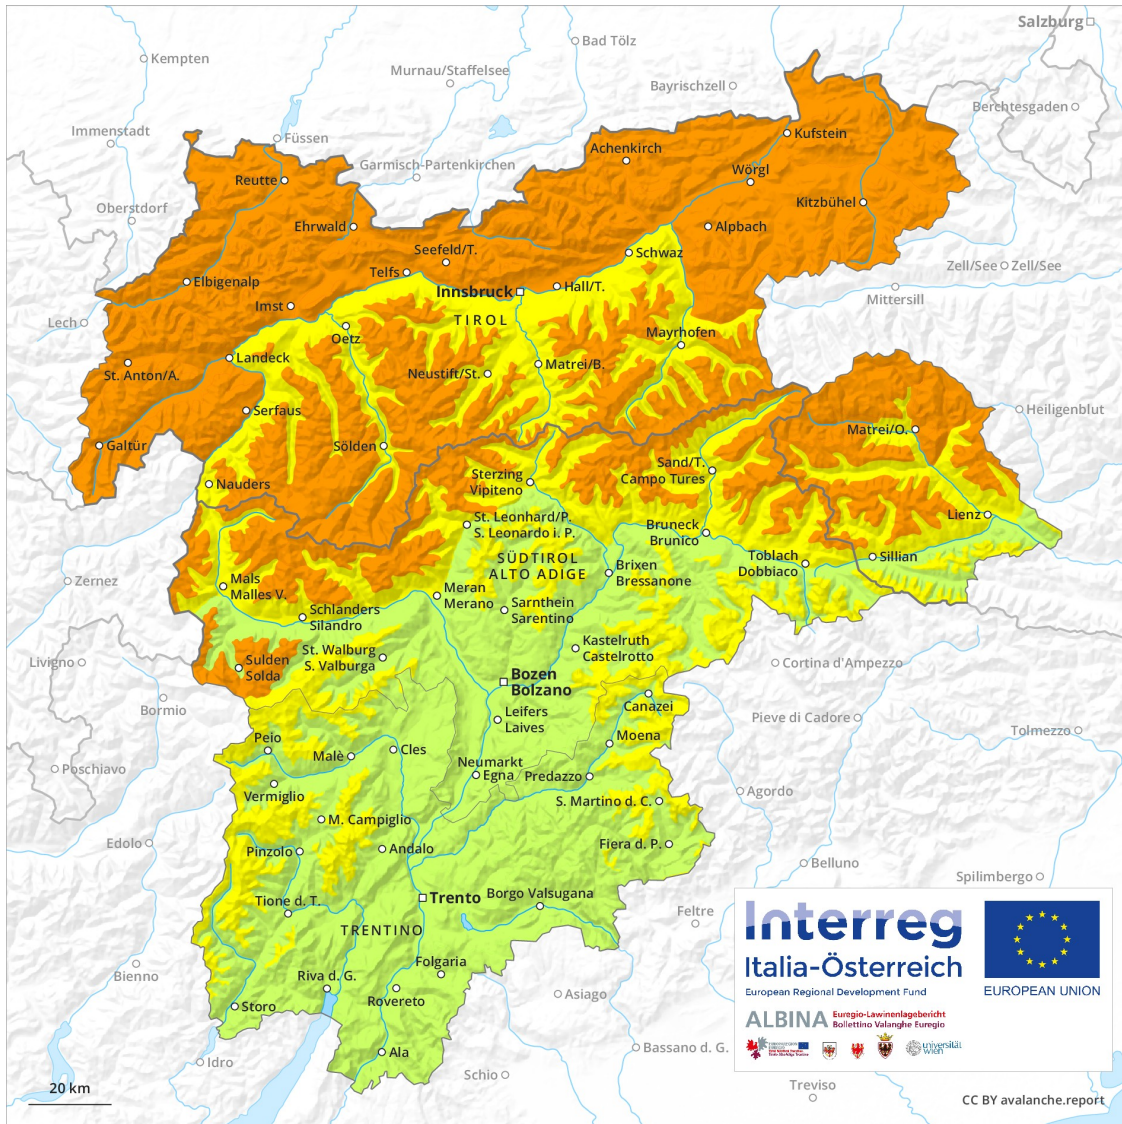 Salzburg
Bad Tölz
Kempten
Murnau/Staffelsee
Bayrischzell
Berchtesgaden
Immenstadt
Füssen
Kufstein
Achenkirch
Garmisch-Partenkirchen
Wörgl
Reutte
Oberstdorf
Kitzbühel
Ehrwald
Alpbach
Seefeld/T.
Schwaz
Telfs
Zell/See
Zell/See
Elbigenalp
Innsbruck
Hall/T.
Mittersill
Imst
TIROL
Lech
Oetz
Mayrhofen
Landeck
Matrei/B.
St. Anton/A.
Neustift/St.
Serfaus
Heiligenblut
Matrei/O.
Galtür
Sölden
Sand/T.
Campo Tures
Sterzing
Vipiteno
Nauders
St. Leonhard/P.
S. Leonardo i. P.
Lienz
Bruneck
Brunico
SÜDTIROL
ALTO ADIGE
Toblach
Dobbiaco
Sillian
Brixen
Bressanone
Zernez
Mals
Malles V.
Meran
Merano
Sarnthein
Sarentino
Schlanders
Silandro
Kastelruth
Castelrotto
St. Walburg
S. Valburga
Livigno
Sulden
Solda
Cortina d'Ampezzo
Bozen
Bolzano
Bormio
Canazei
Leifers
Laives
Pieve di Cadore
Tolmezzo
Moena
Peio
Malè
Cles
Poschiavo
Neumarkt
Egna
Predazzo
Vermiglio
Agordo
S. Martino d. C.
M. Campiglio
Edolo
Pinzolo
Andalo
Fiera d. P.
Belluno
Spilimbergo
Tione d. T.
Trento
Borgo Valsugana
Feltre
TRENTINO
Folgaria
Bienno
Riva d. G.
Rovereto
Asiago
Storo
Ala
Bassano d. G.
Idro
Schio
Treviso
20 km
Interreg
Italia-Österreich
European Regional Development Fund
EUROPEAN UNION
ALBINA
Euregio-Lawinenlagebericht
Bollettino Valanghe Euregio
universität
wien
CC BY avalanche.report